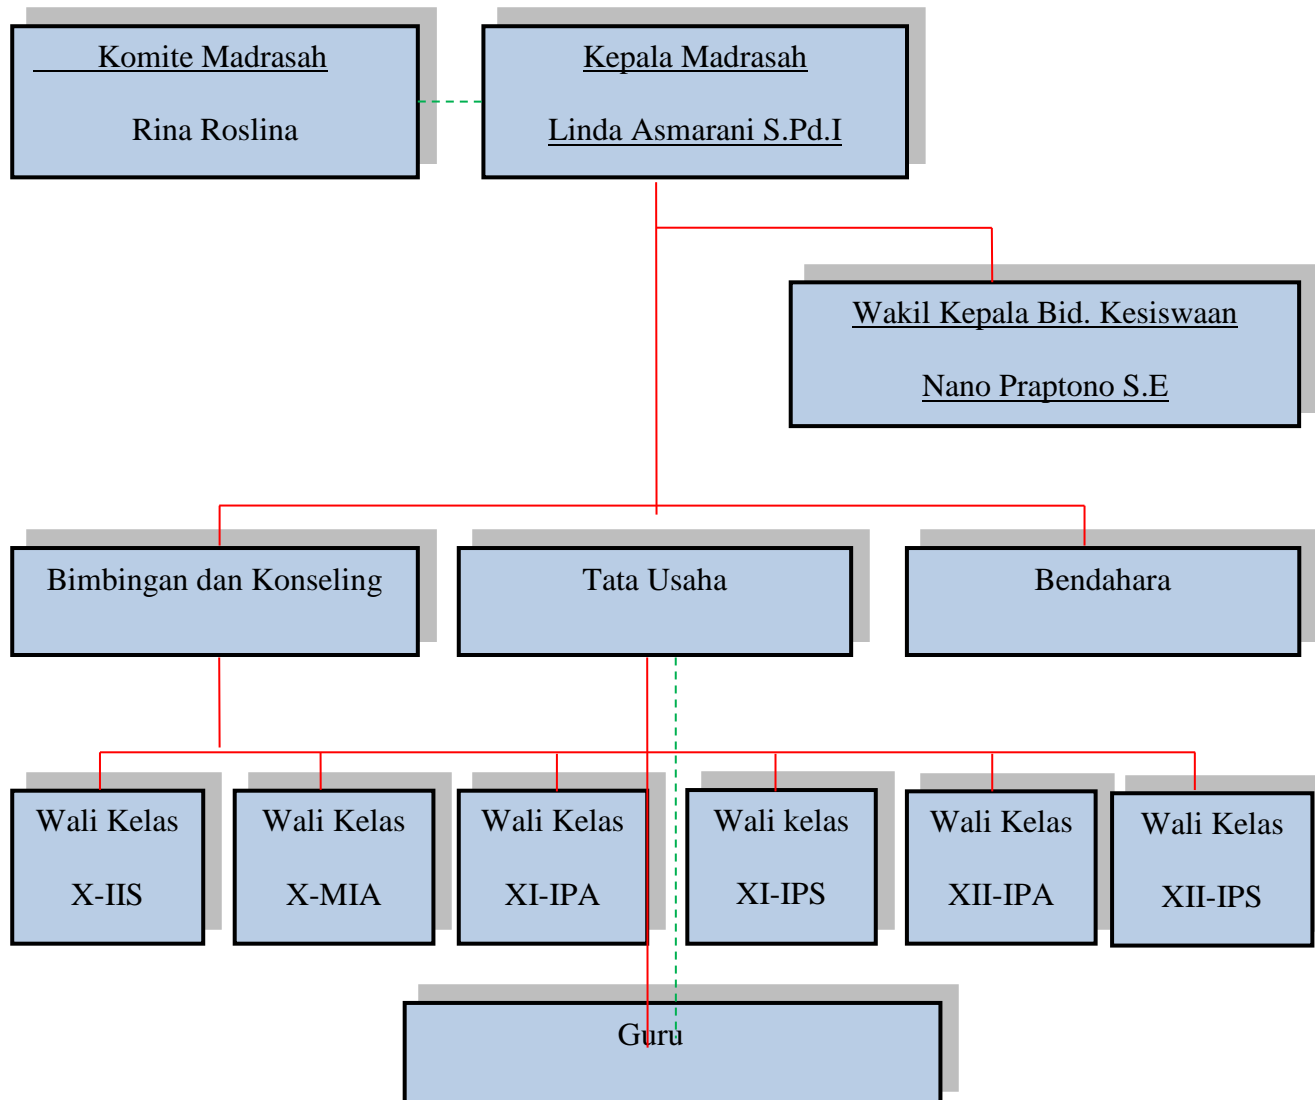 Komite Madrasah
Rina Roslina
Kepala Madrasah
Linda Asmarani S.Pd.I
Wakil Kepala Bid. Kesiswaan
Nano Praptono S.E
Bimbingan dan Konseling
Tata Usaha
Bendahara
Wali Kelas
X-IIS
Wali Kelas
X-MIA
Wali Kelas
XI-IPA
Wali kelas
XI-IPS
Wali Kelas
XII-IPA
Wali Kelas
XII-IPS
Guru